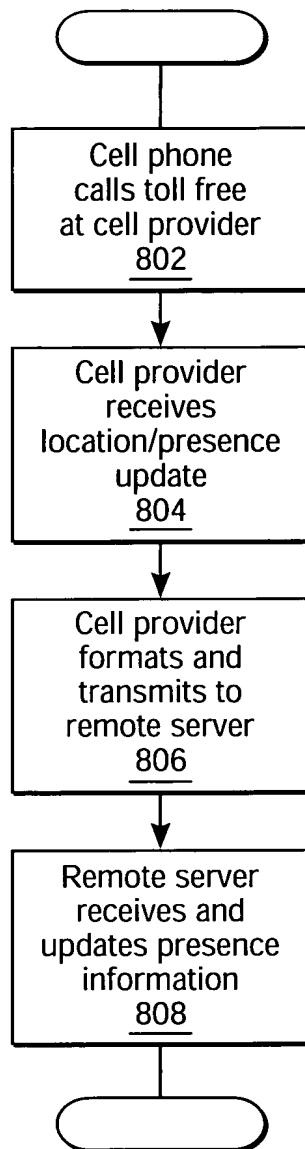 Cell phone
calls toll free
at cell provider
802
Cell provider
receives
location/presence
update
804
Cell provider
formats and
transmits to
remote server
806
Remote server
receives and
updates presence
information
808